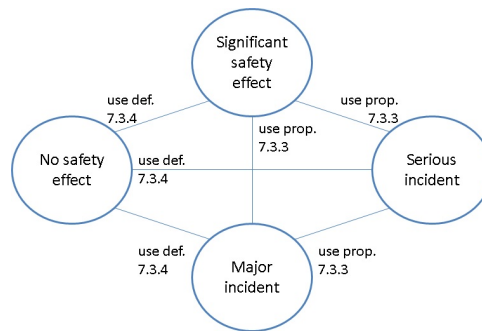 Significant
safety
effect
use def.
7.3.4
use prop.
7.3.3
use prop.
7.3.3
No safety
effect
use def.
7.3.4
Serious
incident
use def.
7.3.4
Major
incident
use prop.
7.3.3